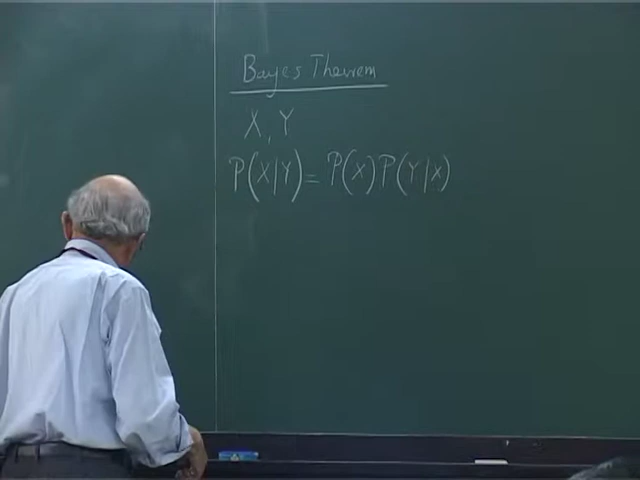 Bayes Theorem
X, Y
P(X|Y) = P(X)P(Y|X)